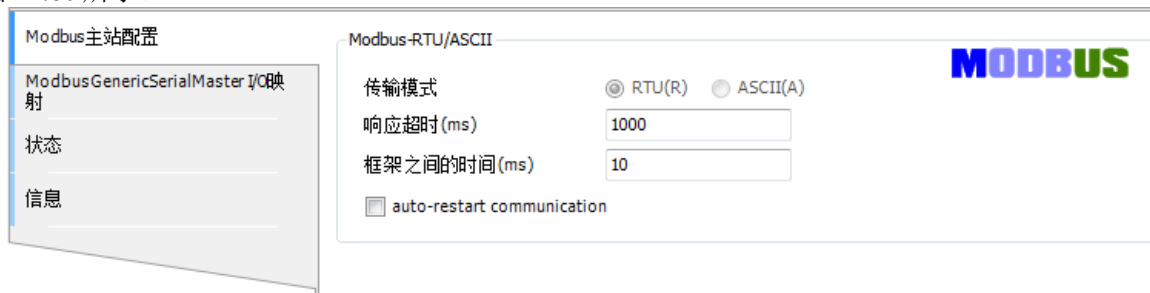 Modbus主站配置
ModbusGenericSerialMaster I/O映
射
状态
信息
Modbus-RTU/ASCII
MODBUS
传输模式
RTU(R) ASCII(A)
响应超时(ms)
1000
框架之间的时间(ms)
10
auto-restart communication